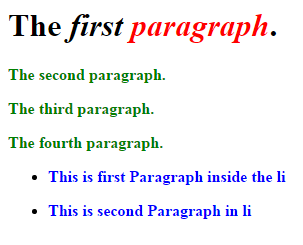 The first paragraph.
The second paragraph.
The third paragraph.
The fourth paragraph.
This is first Paragraph inside the li
This is second Paragraph in li